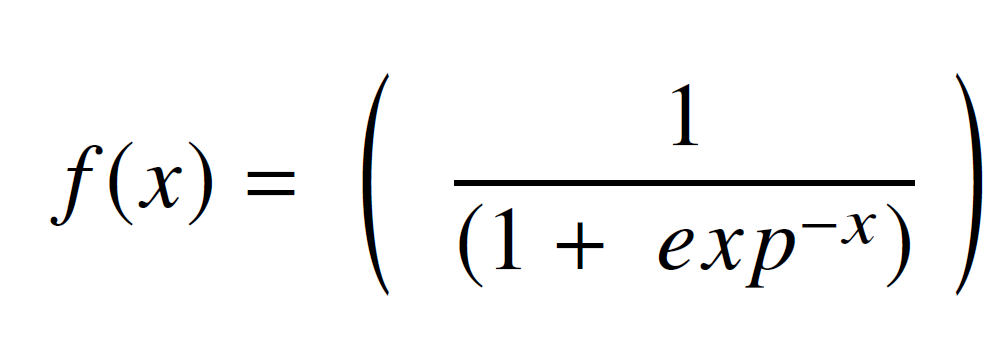 f(x) = ( 1 / (1 + exp⁻ˣ) )